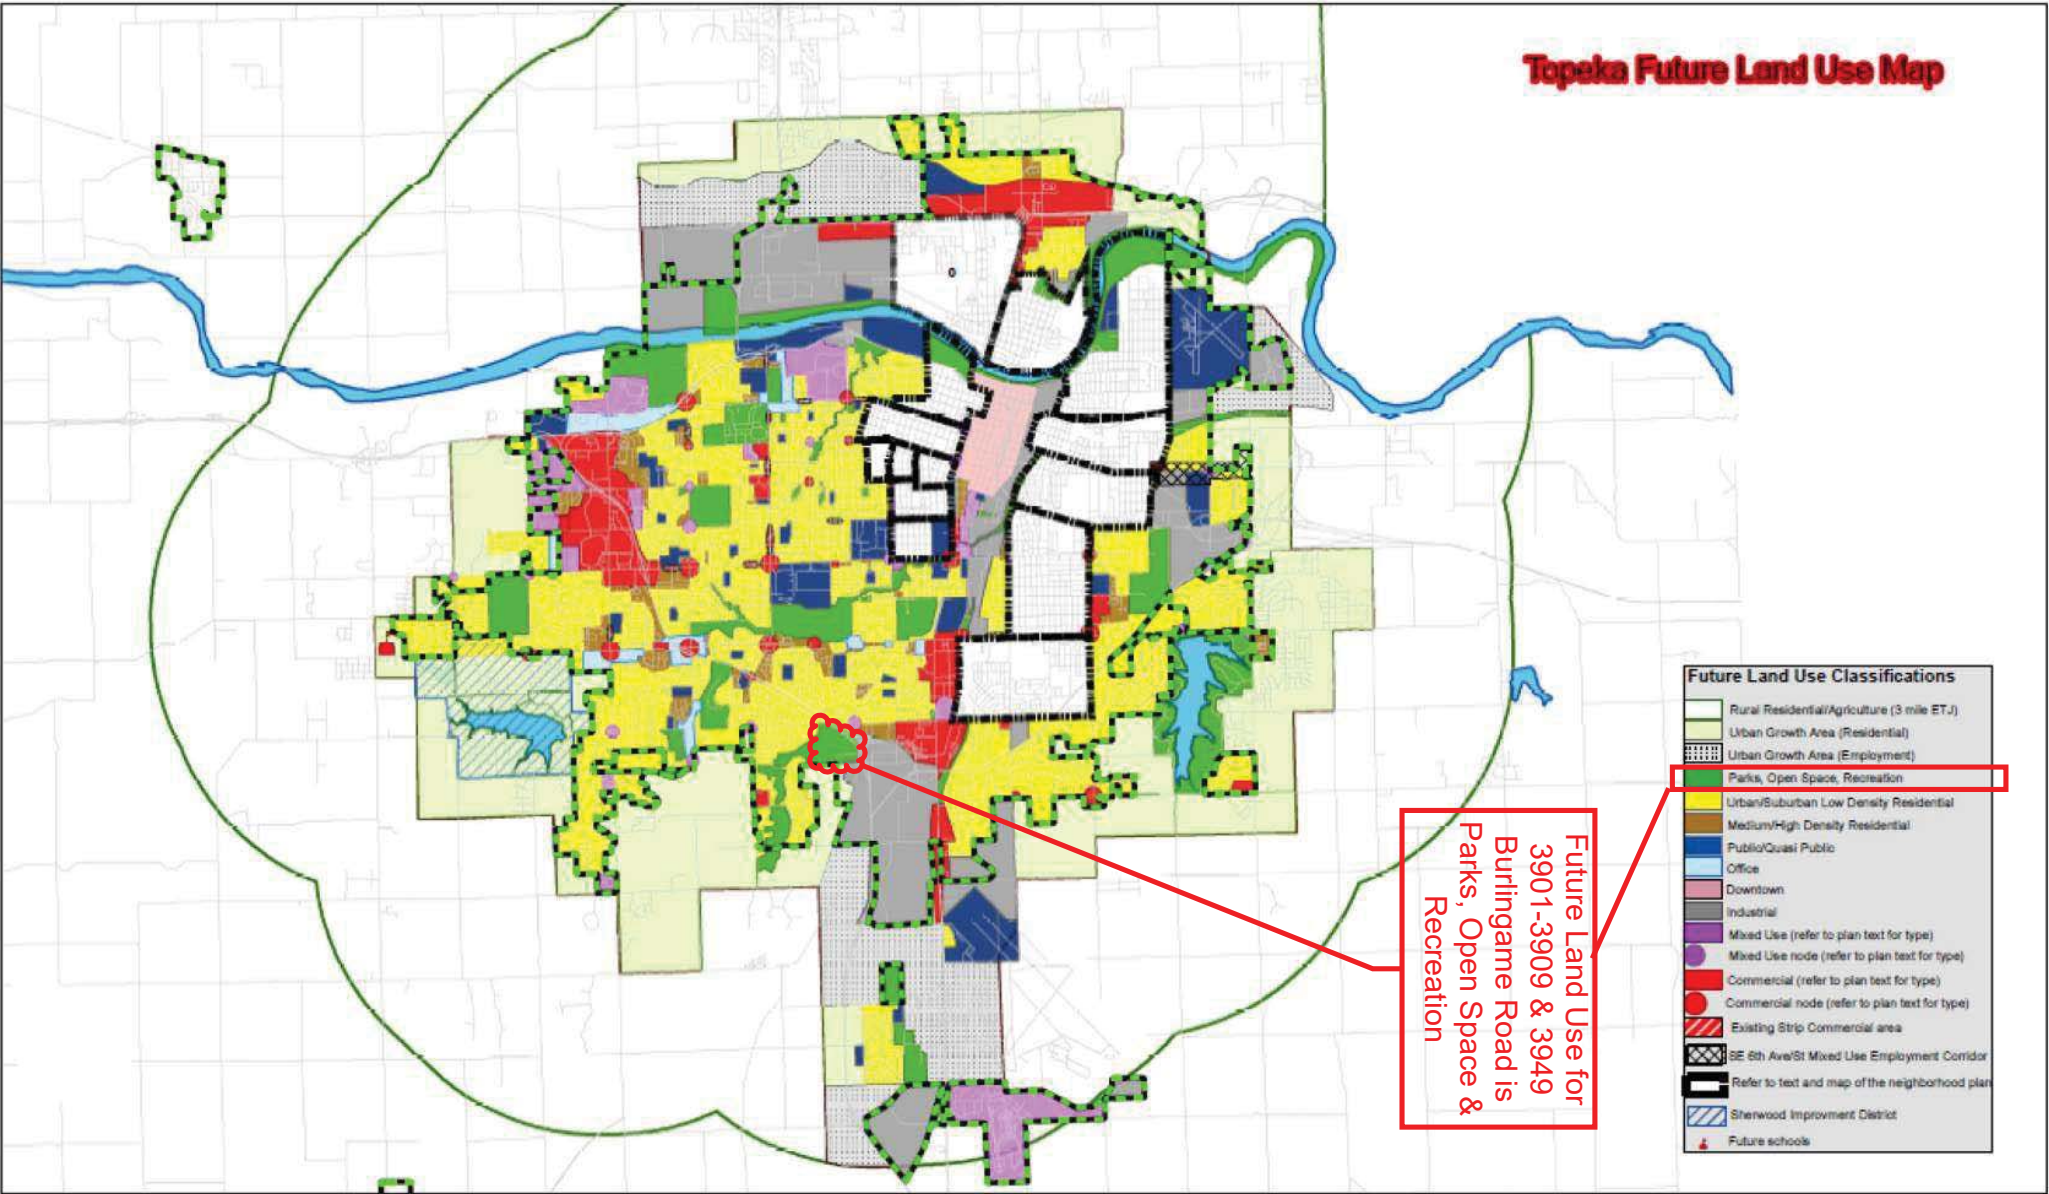 Topeka Future Land Use Map
0
Future Land Use Classifications
Rural Residential/Agriculture (3 mile ETJ)
Urban Growth Area (Residential)
Urban Growth Area (Employment)
Parks, Open Space, Recreation
Urban/Suburban Low Density Residential
Medium/High Density Residential
Public/Quasi Public
Office
Downtown
Industrial
Mixed Use (refer to plan text for type)
Mixed Use node (refer to plan text for type)
Commercial (refer to plan text for type)
Commercial node (refer to plan text for type)
Existing Strip Commercial area
SE 6th Ave/St Mixed Use Employment Corridor
Refer to text and map of the neighborhood plan
Sherwood Improvment District
Future schools
Future Land Use for
3901-3909 & 3949
Burlingame Road is
Parks, Open Space &
Recreation